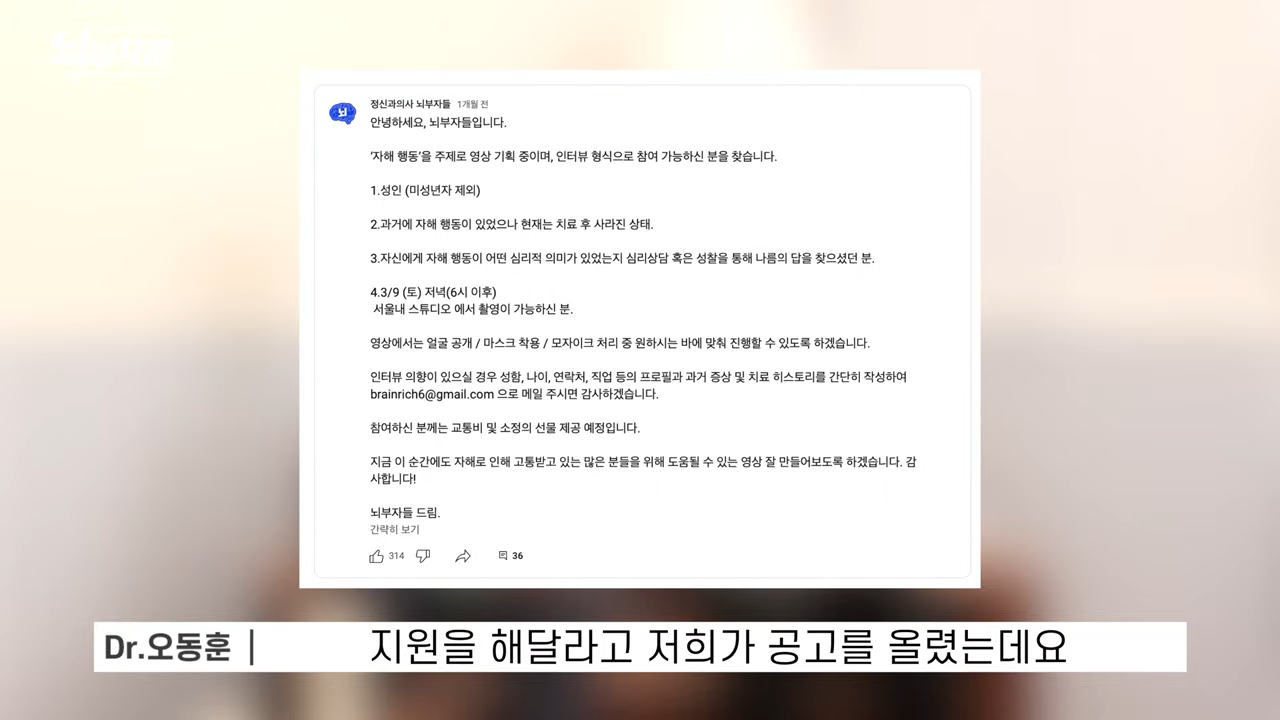 뇌부자들
정신과의사 뇌부자들 1개월 전
뇌
안녕하세요, 뇌부자들입니다.
'자해 행동'을 주제로 영상 기획 중이며, 인터뷰 형식으로 참여 가능하신 분을 찾습니다.
1.성인 (미성년자 제외)
2.과거에 자해 행동이 있었으나 현재는 치료 후 사라진 상태.
3.자신에게 자해 행동이 어떤 심리적 의미가 있었는지 심리상담 혹은 성찰을 통해 나름의 답을 찾으셨던 분.
4.3/9 (토) 저녁(6시 이후)
서울내 스튜디오 에서 촬영이 가능하신 분.
영상에서는 얼굴 공개 / 마스크 착용 / 모자이크 처리 중 원하시는 바에 맞춰 진행할 수 있도록 하겠습니다.
인터뷰 의향이 있으실 경우 성함, 나이, 연락처, 직업 등의 프로필과 과거 증상 및 치료 히스토리를 간단히 작성하여
brainrich6@gmail.com 으로 메일 주시면 감사하겠습니다.
참여하신 분께는 교통비 및 소정의 선물 제공 예정입니다.
지금 이 순간에도 자해로 인해 고통받고 있는 많은 분들을 위해 도움될 수 있는 영상 잘 만들어보도록 하겠습니다. 감
사합니다!
뇌부자들 드림.
간략히 보기
314 36
Dr.오동훈 | 지원을 해달라고 저희가 공고를 올렸는데요